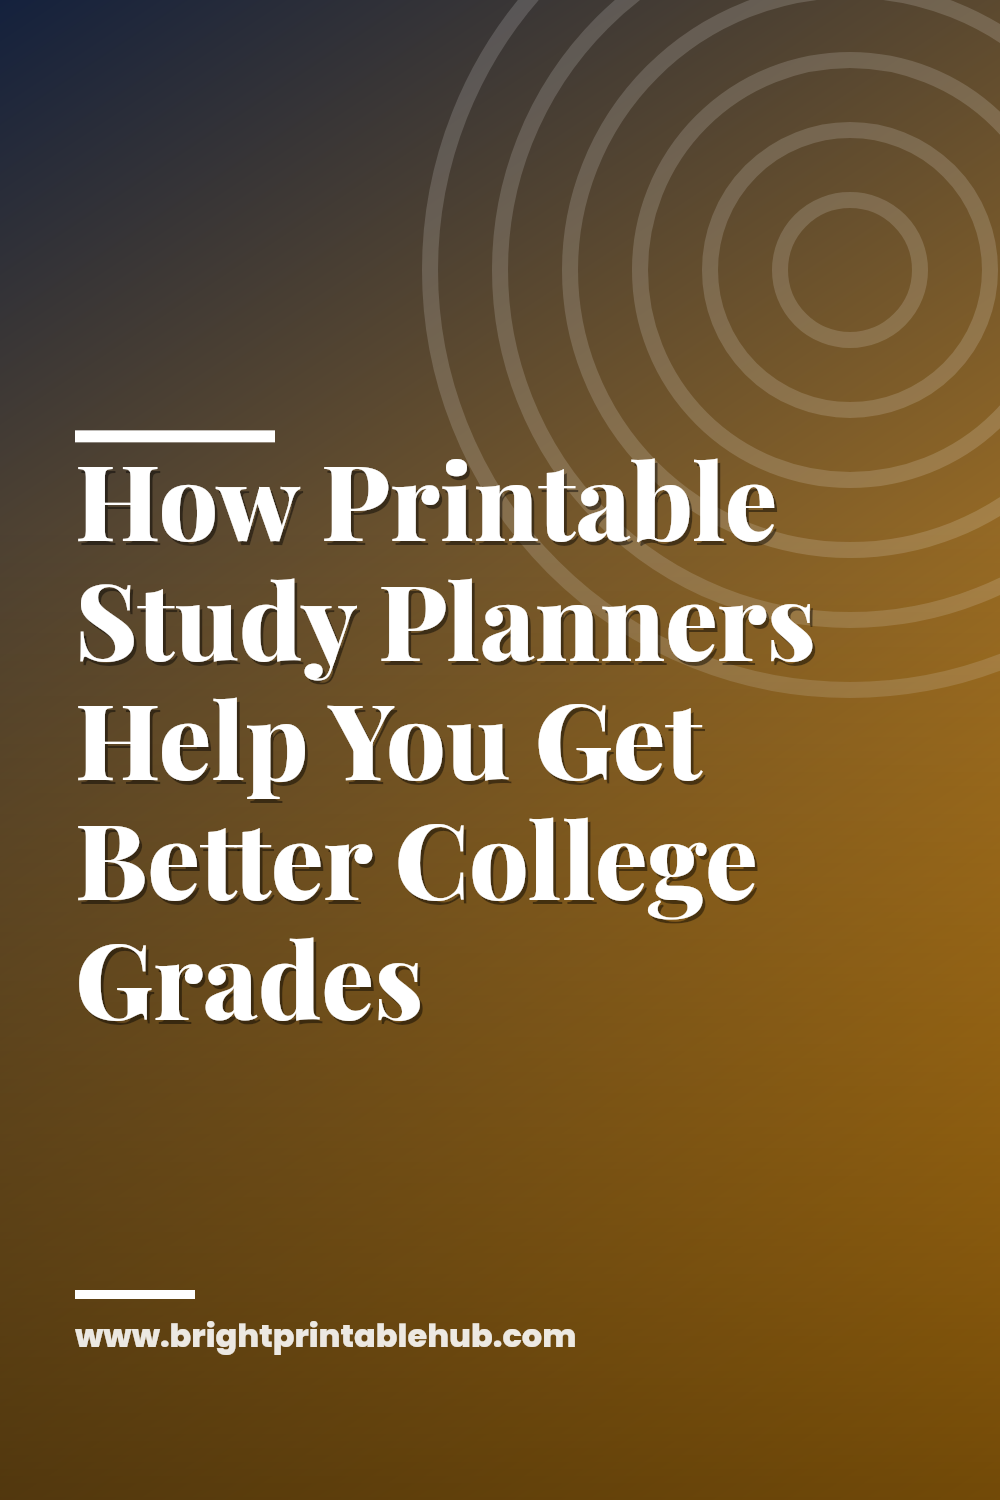 How Printable
Study Planners
Help You Get
Better College
Grades
www.brightprintablehub.com